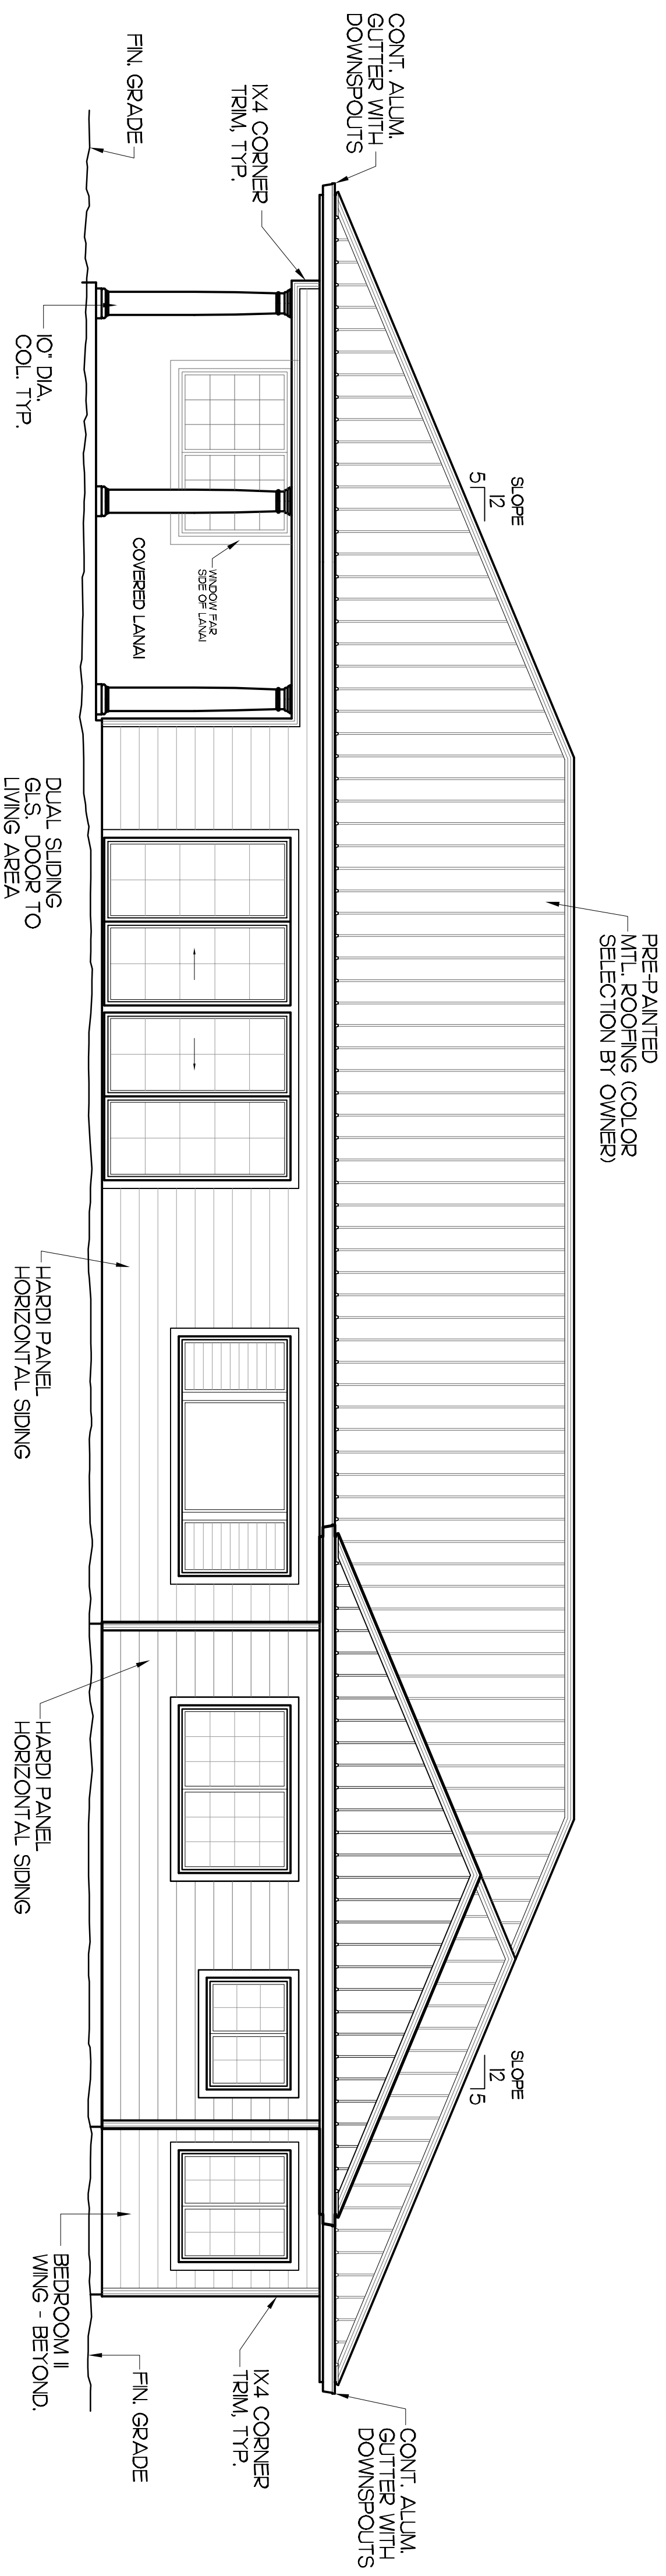 CONT. ALUM.
GUTTER WITH
DOWNSPOUTS
1X4 CORNER
TRIM, TYP.
FIN. GRADE
10" DIA.
COL. TYP.
SLOPE
12
5
WINDOW FAR
SIDE OF LANAI
COVERED LANAI
DUAL SLIDING
GLS. DOOR TO
LIVING AREA
PRE-PAINTED
MTL. ROOFING (COLOR
SELECTION BY OWNER)
HARDI PANEL
HORIZONTAL SIDING
HARDI PANEL
HORIZONTAL SIDING
SLOPE
12
5
BEDROOM II
WING - BEYOND.
FIN. GRADE
1X4 CORNER
TRIM, TYP.
CONT. ALUM.
GUTTER WITH
DOWNSPOUTS